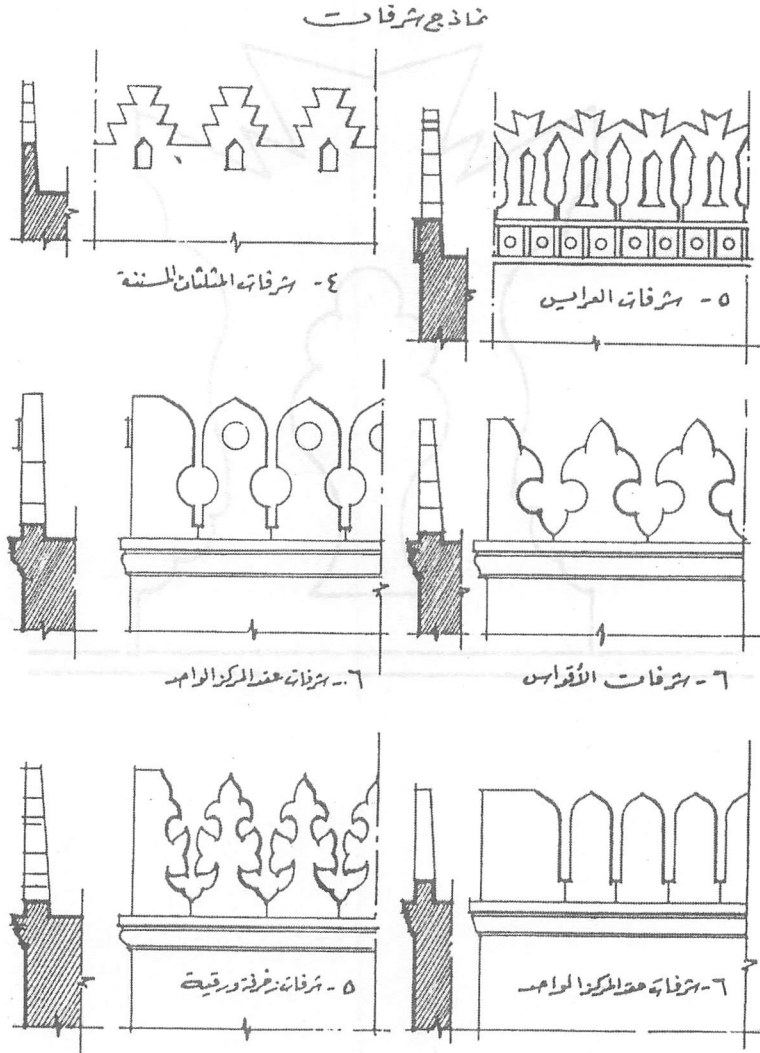 نماذج شرفات
٥ - شرفات العرايس
٤ - شرفات المثلثات المسننة
٦ - شرفات الأقواس
٦ - شرفات عقد المركز الواحد
٦ - شرفات عقد المركز الواحد
٥ - شرفات زخرفة ورقية